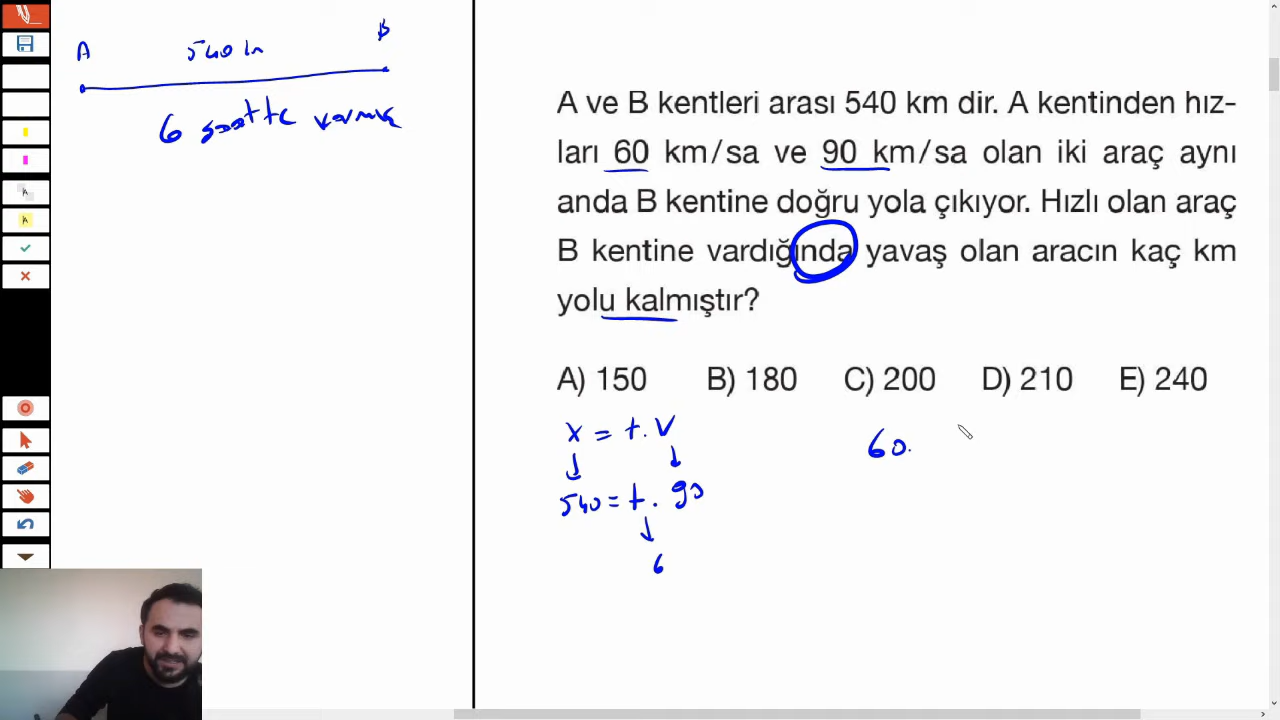 A
540 km
B
6 saatte varmak
A ve B kentleri arası 540 km dir. A kentinden hız-
ları 60 km/sa ve 90 km/sa olan iki araç aynı
anda B kentine doğru yola çıkıyor. Hızlı olan araç
B kentine vardığında yavaş olan aracın kaç km
yolu kalmıştır?
A) 150 B) 180 C) 200 D) 210 E) 240
x = t. V
540 = t. 90
6
60.